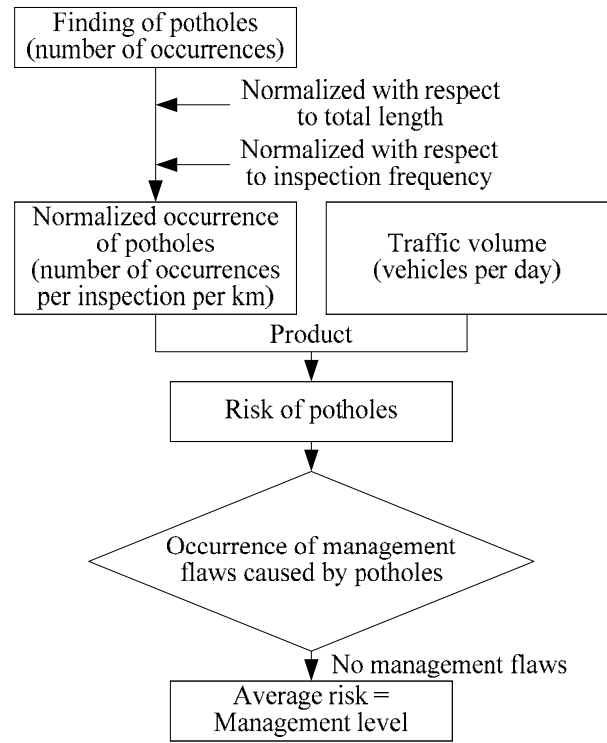 Finding of potholes
(number of occurrences)
Normalized with respect
to total length
Normalized with respect
to inspection frequency
Normalized occurrence
of potholes
(number of occurrences
per inspection per km)
Traffic volume
(vehicles per day)
Product
Risk of potholes
Occurrence of management
flaws caused by potholes
No management flaws
Average risk =
Management level